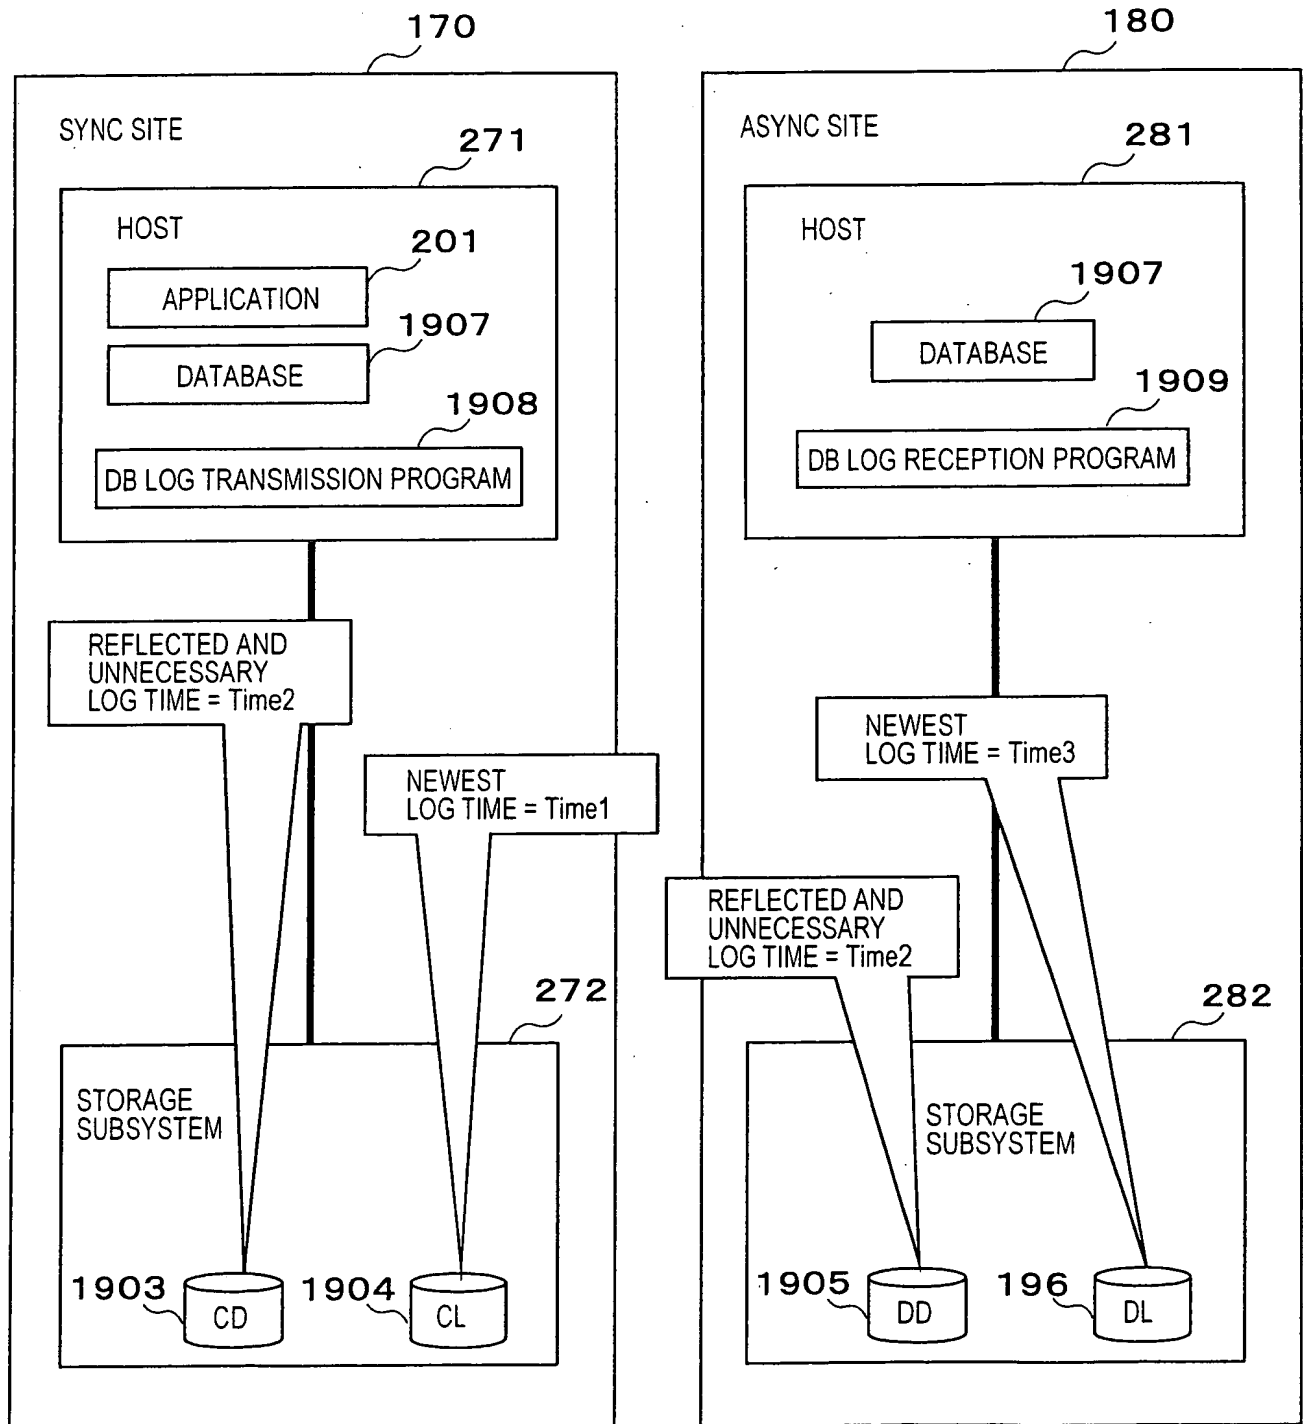 170
180
SYNC SITE
ASYNC SITE
271
281
HOST
HOST
201
APPLICATION
1907
1907
DATABASE
DATABASE
1908
1909
DB LOG TRANSMISSION PROGRAM
DB LOG RECEPTION PROGRAM
REFLECTED AND
UNNECESSARY
LOG TIME = Time2
NEWEST
LOG TIME = Time3
NEWEST
LOG TIME = Time1
REFLECTED AND
UNNECESSARY
LOG TIME = Time2
272
282
STORAGE
SUBSYSTEM
STORAGE
SUBSYSTEM
1903
CD
1904
CL
1905
DD
196
DL